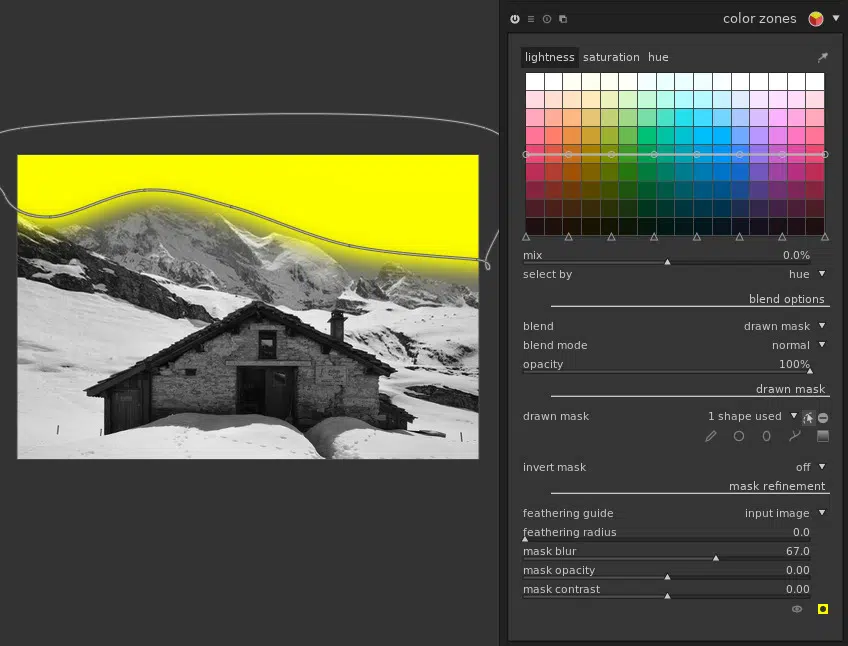 color zones
lightness saturation hue
mix 0.0%
select by hue
blend options
blend drawn mask
blend mode normal
opacity 100%
drawn mask
drawn mask 1 shape used
invert mask off
mask refinement
feathering guide input image
feathering radius 0.0
mask blur 67.0
mask opacity 0.00
mask contrast 0.00